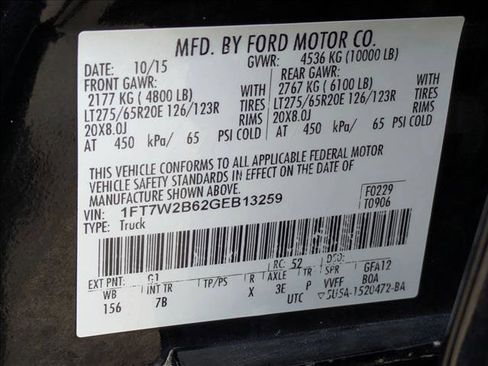 MFD. BY FORD MOTOR CO.
DATE: 10/15 GVWR: 4536 KG (10000 LB)
FRONT GAWR: REAR GAWR:
2177 KG ( 4800 LB) 2767 KG ( 6100 LB)
LT275/65R20E 126/123R TIRES LT275/65R20E 126/123R TIRES
20X8.0J RIMS 20X8.0J RIMS
AT 450 kPa/ 65 PSI COLD AT 450 kPa/ 65 PSI COLD
THIS VEHICLE CONFORMS TO ALL APPLICABLE FEDERAL MOTOR
VEHICLE SAFETY STANDARDS IN EFFECT ON THE DATE OF
MANUFACTURE SHOWN ABOVE.
VIN: 1FT7W2B62GEB13259 F0229
TYPE: Truck T0906
EXT PNT: G1 RC: 52 DSO:
WB INT TR TP/PS R AXLE TR SPR GFA12
156 7B X 3E P VVFF BOA
UTC 5U5A-1520472-BA